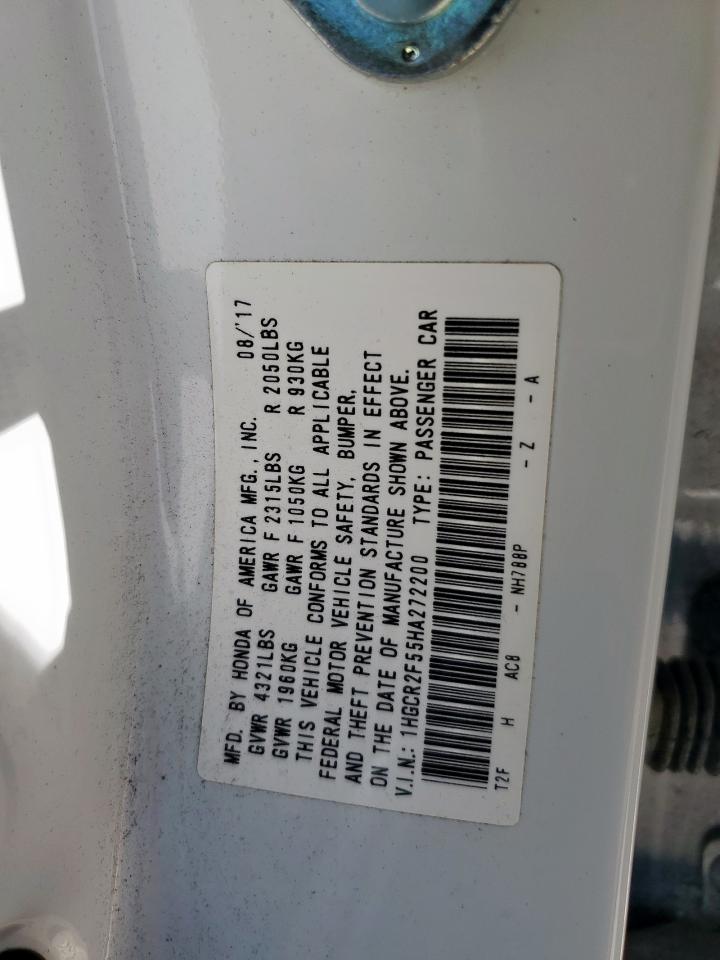 MFD. BY HONDA OF AMERICA MFG., INC. 08/'17
GVWR 4321LBS GAWR F 2315LBS R 2050LBS
GVWR 1960KG GAWR F 1050KG R 930KG
THIS VEHICLE CONFORMS TO ALL APPLICABLE
FEDERAL MOTOR VEHICLE SAFETY, BUMPER,
AND THEFT PREVENTION STANDARDS IN EFFECT
ON THE DATE OF MANUFACTURE SHOWN ABOVE.
V.I.N.: 1HGCR2F55HA272200 TYPE: PASSENGER CAR
T2F H AC8 - NH788P - Z - A